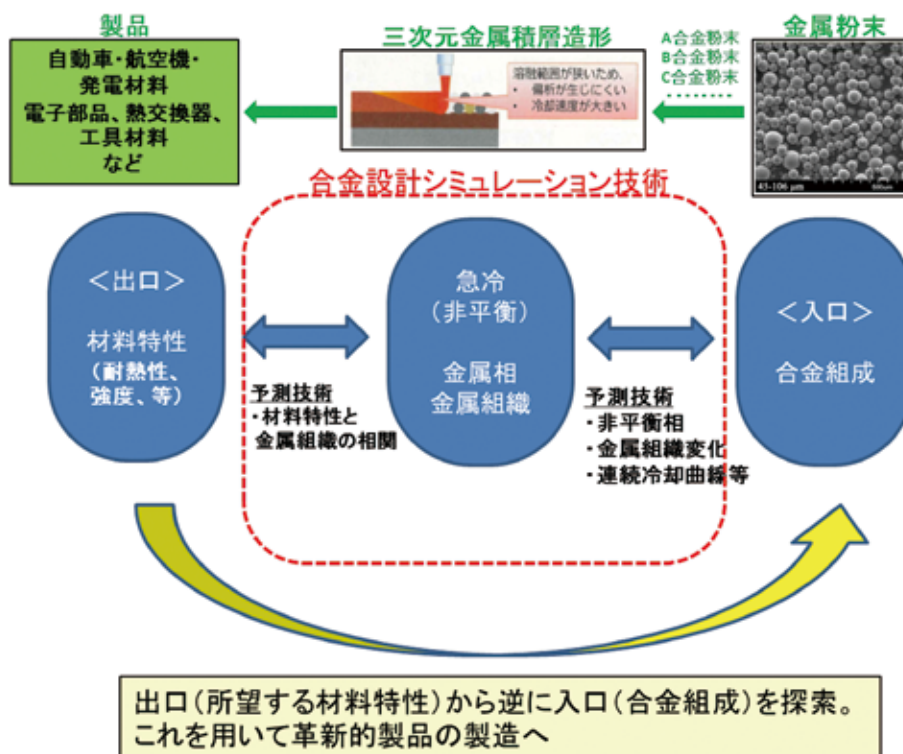 製品
自動車・航空機・
発電材料
電子部品、熱交換器、
工具材料
など
三次元金属積層造形
溶融範囲が狭いため、
・ 偏析が生じにくい
・ 冷却速度が大きい
A合金粉末
B合金粉末
C合金粉末
‥‥‥‥
金属粉末
45-106 μm
500um
合金設計シミュレーション技術
＜出口＞
材料特性
（耐熱性、
強度、等）
予測技術
・材料特性と
金属組織の相関
急冷
（非平衡）
金属相
金属組織
予測技術
・非平衡相
・金属組織変化
・連続冷却曲線等
＜入口＞
合金組成
出口（所望する材料特性）から逆に入口（合金組成）を探索。
これを用いて革新的製品の製造へ